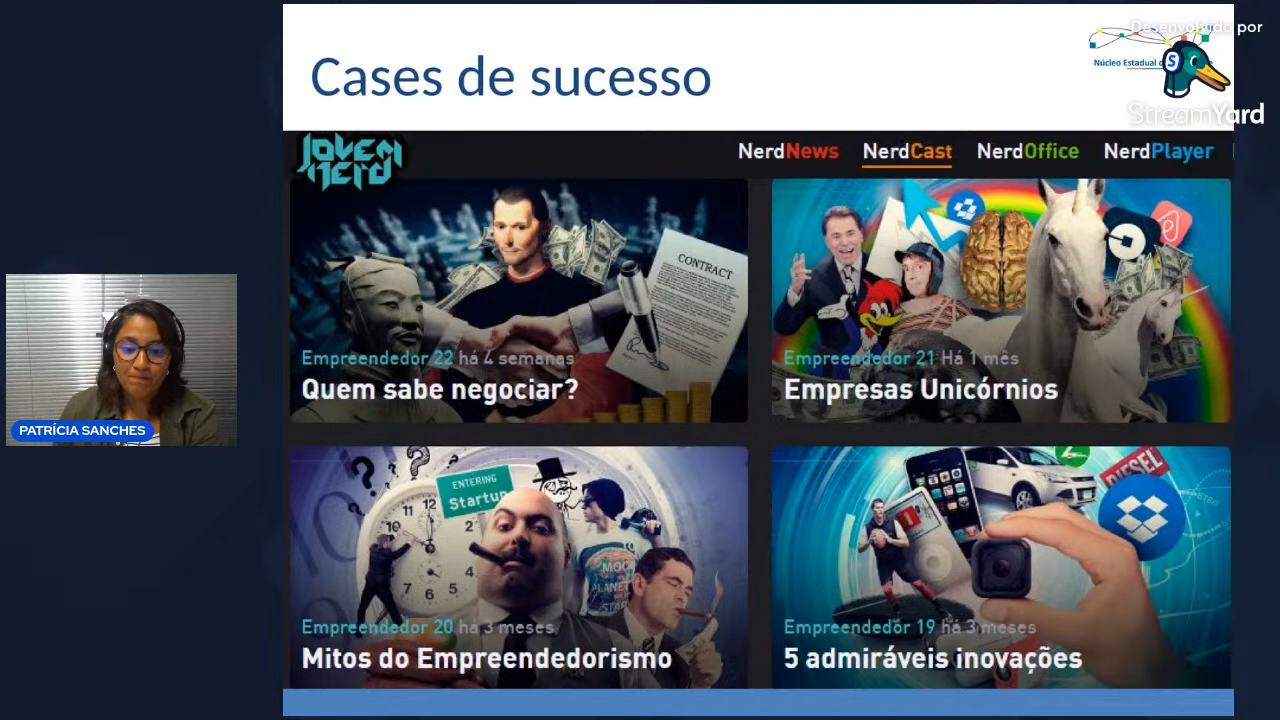 Desenvolvido por
StreamYard
Cases de sucesso
Núcleo Estadual
JOVEM
NERD
NerdNews NerdCast NerdOffice NerdPlayer
CONTRACT
Empreendedor 22 há 4 semanas
Quem sabe negociar?
Empreendedor 21 Há 1 mês
Empresas Unicórnios
PATRÍCIA SANCHES
ENTERING
Startup
Empreendedor 20 há 3 meses
Mitos do Empreendedorismo
DIESEL
Empreendedor 19 há 3 meses
5 admiráveis inovações